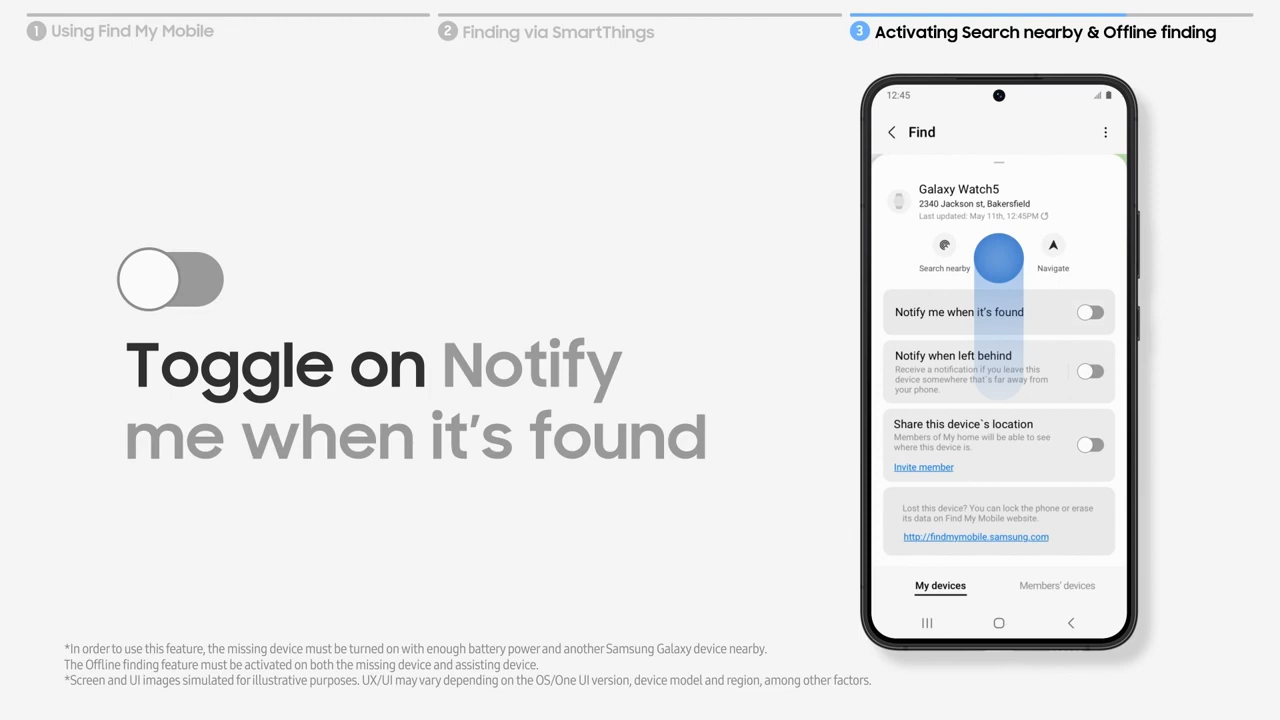 1 Using Find My Mobile
2 Finding via SmartThings
3 Activating Search nearby & Offline finding
Toggle on Notify
me when it's found
12:45
Find
Galaxy Watch5
2340 Jackson st, Bakersfield
Last updated: May 11th, 12:45PM
Search nearby
Navigate
Notify me when it's found
Notify when left behind
Receive a notification if you leave this
device somewhere that`s far away from
your phone.
Share this device`s location
Members of My home will be able to see
where this device is.
Invite member
Lost this device? You can lock the phone or erase
its data on Find My Mobile website.
http://findmymobile.samsung.com
My devices
Members' devices
*In order to use this feature, the missing device must be turned on with enough battery power and another Samsung Galaxy device nearby.
The Offline finding feature must be activated on both the missing device and assisting device.
*Screen and UI images simulated for illustrative purposes. UX/UI may vary depending on the OS/One UI version, device model and region, among other factors.